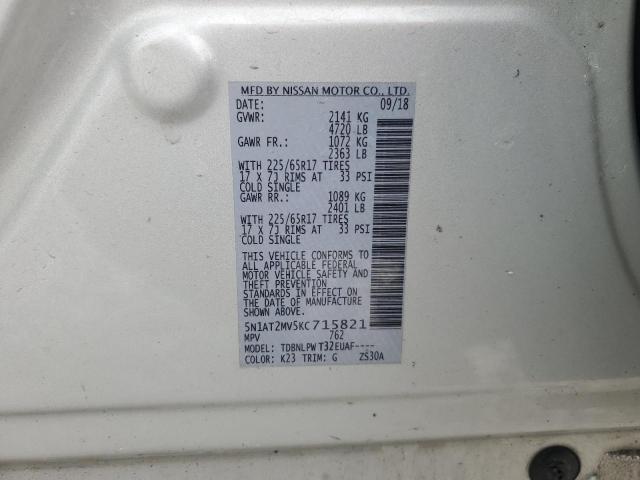 MFD BY NISSAN MOTOR CO., LTD.
DATE: 09/18
GVWR: 2141 KG
4720 LB
GAWR FR.: 1072 KG
2363 LB
WITH 225/65R17 TIRES
17 X 7J RIMS AT 33 PSI
COLD SINGLE
GAWR RR.: 1089 KG
2401 LB
WITH 225/65R17 TIRES
17 X 7J RIMS AT 33 PSI
COLD SINGLE
THIS VEHICLE CONFORMS TO
ALL APPLICABLE FEDERAL
MOTOR VEHICLE SAFETY AND
THEFT PREVENTION
STANDARDS IN EFFECT ON
THE DATE OF MANUFACTURE
SHOWN ABOVE.
5N1AT2MV5KC715821
MPV 762
MODEL: TDBNLPW T32EUAF----
COLOR: K23 TRIM: G ZS30A